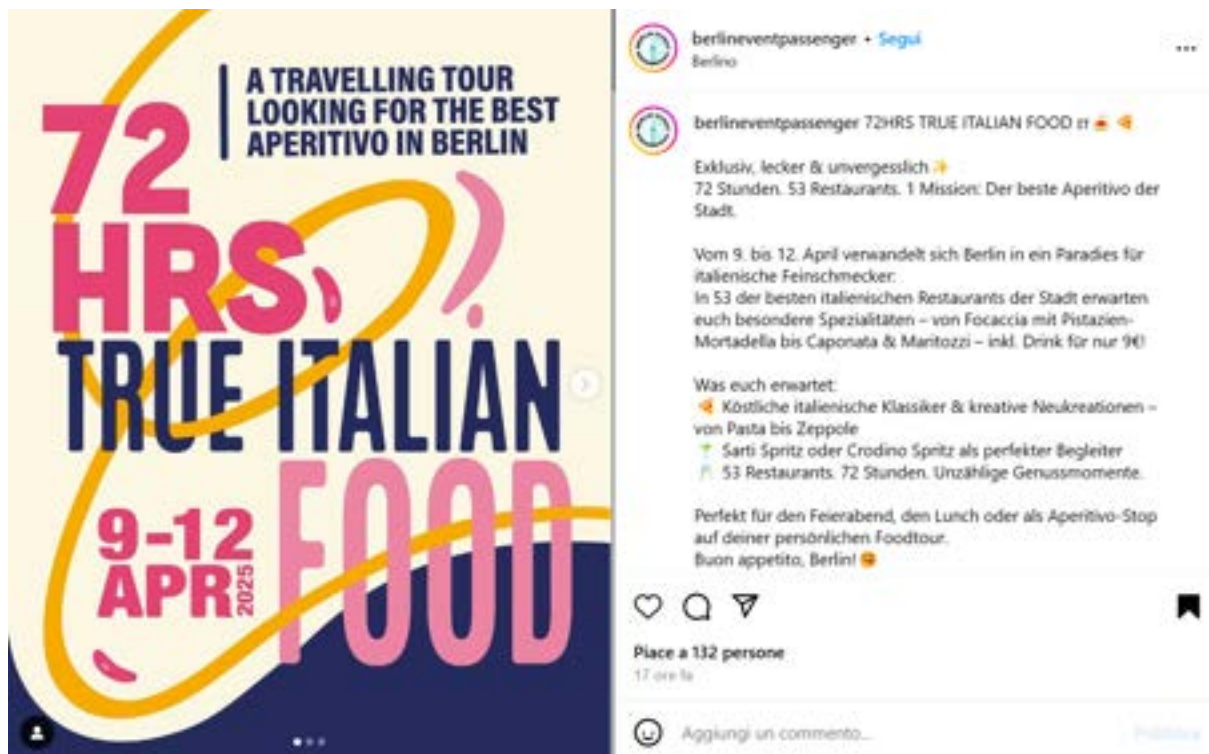 72
HRS
A TRAVELLING TOUR
LOOKING FOR THE BEST
APERITIVO IN BERLIN
TRUE ITALIAN
FOOD
9-12
APR 2025
berlineventpassenger • Segui
Berlino
berlineventpassenger 72HRS TRUE ITALIAN FOOD
Exklusiv, lecker & unvergesslich ✨
72 Stunden. 53 Restaurants. 1 Mission: Der beste Aperitivo der
Stadt.
Vom 9. bis 12. April verwandelt sich Berlin in ein Paradies für
italienische Feinschmecker:
In 53 der besten italienischen Restaurants der Stadt erwarten
euch besondere Spezialitäten – von Focaccia mit Pistazien-
Mortadella bis Caponata & Maritozzi – inkl. Drink für nur 9€!
Was euch erwartet:
🍕 Köstliche italienische Klassiker & kreative Neukreationen –
von Pasta bis Zeppole
🍸 Sarti Spritz oder Crodino Spritz als perfekter Begleiter
53 Restaurants. 72 Stunden. Unzählige Genussmomente.
Perfekt für den Feierabend, den Lunch oder als Aperitivo-Stop
auf deiner persönlichen Foodtour.
Buon appetito, Berlin!
Piace a 132 persone
17 ore fa
Aggiungi un commento...